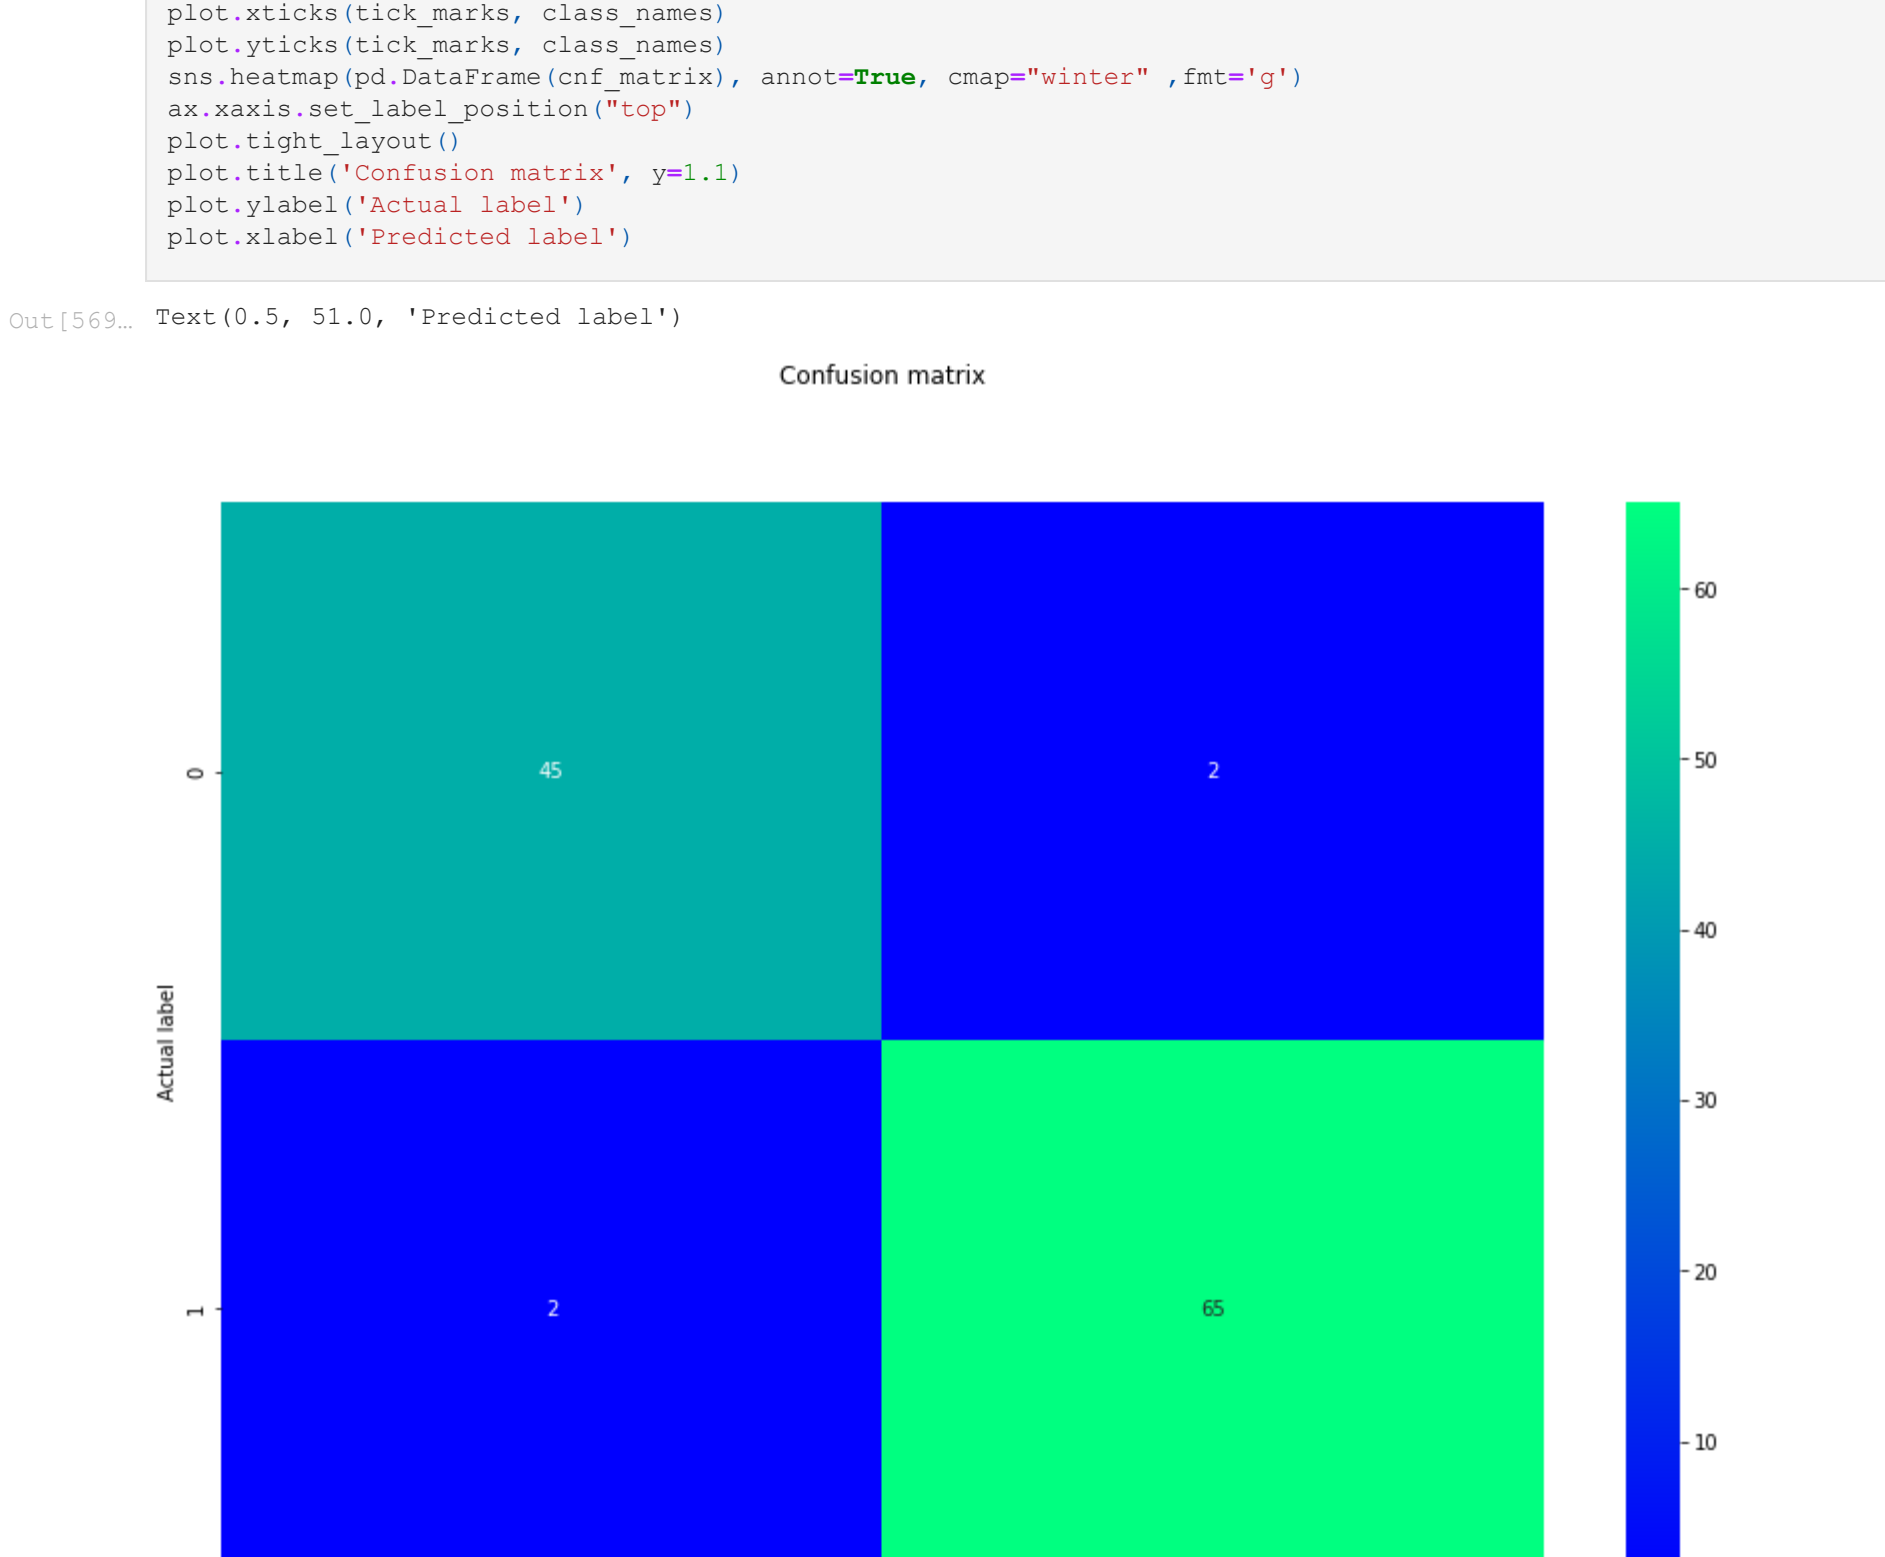 plot.xticks(tick_marks, class_names)
plot.yticks(tick_marks, class_names)
sns.heatmap(pd.DataFrame(cnf_matrix), annot=True, cmap="winter" ,fmt='g')
ax.xaxis.set_label_position("top")
plot.tight_layout()
plot.title('Confusion matrix', y=1.1)
plot.ylabel('Actual label')
plot.xlabel('Predicted label')
Out[569… Text(0.5, 51.0, 'Predicted label')
Confusion matrix
60
50
0 45 2
40
Actual label
30
20
1 2 65
10